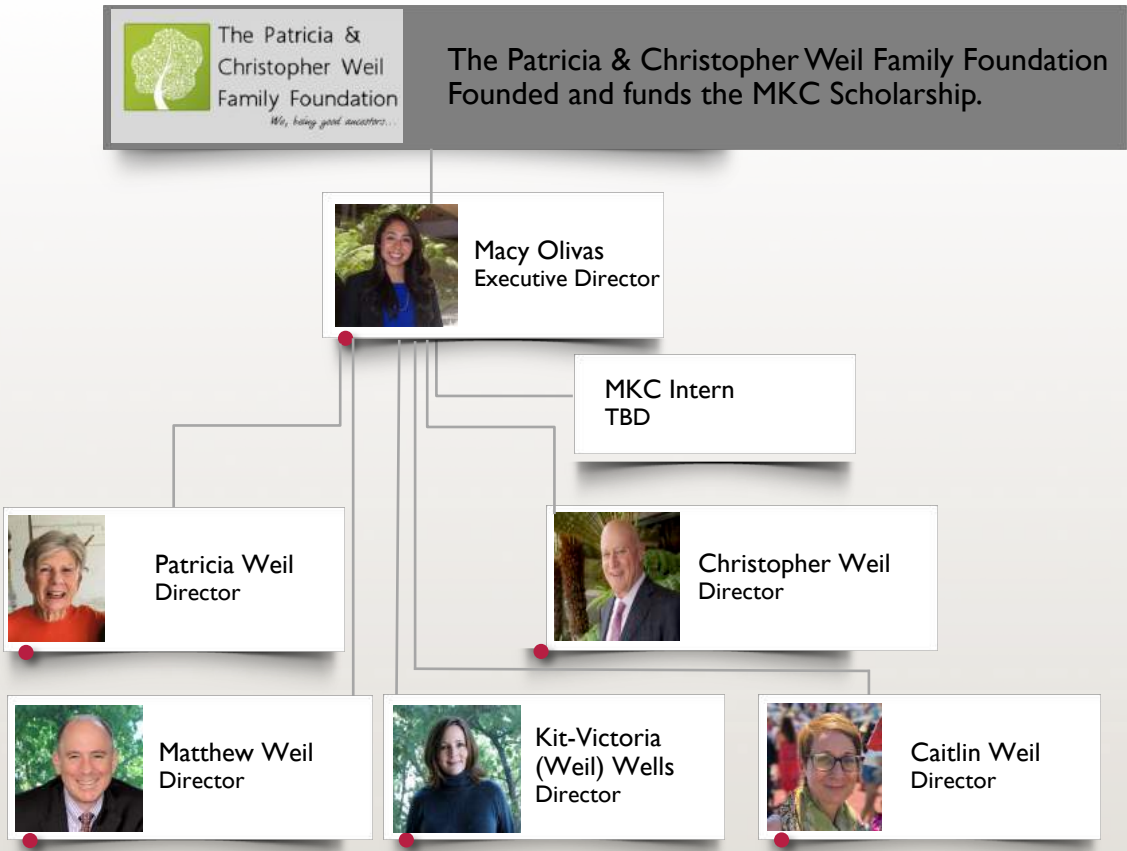 The Patricia &
Christopher Weil
Family Foundation
We, being good ancestors...
The Patricia & Christopher Weil Family Foundation
Founded and funds the MKC Scholarship.
Macy Olivas
Executive Director
MKC Intern
TBD
Patricia Weil
Director
Christopher Weil
Director
Matthew Weil
Director
Kit-Victoria
(Weil) Wells
Director
Caitlin Weil
Director